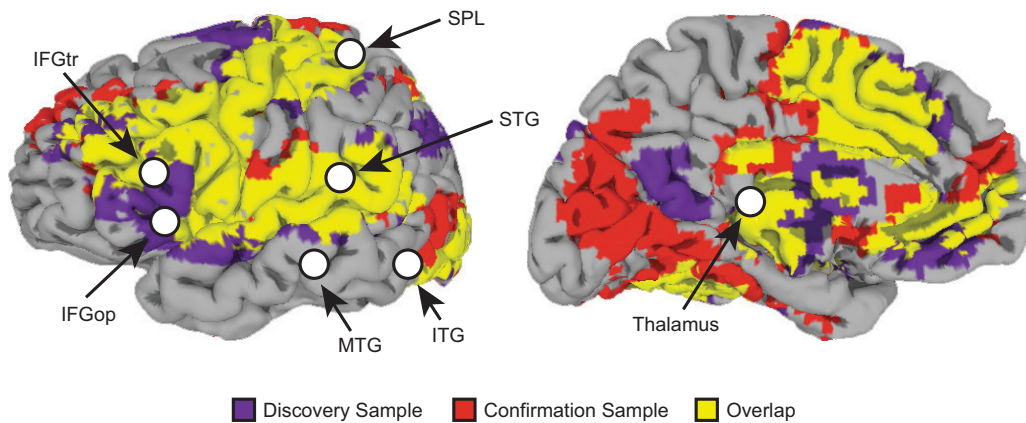 SPL
IFGtr
STG
IFGop
MTG
ITG
Thalamus
Discovery Sample
Confirmation Sample
Overlap